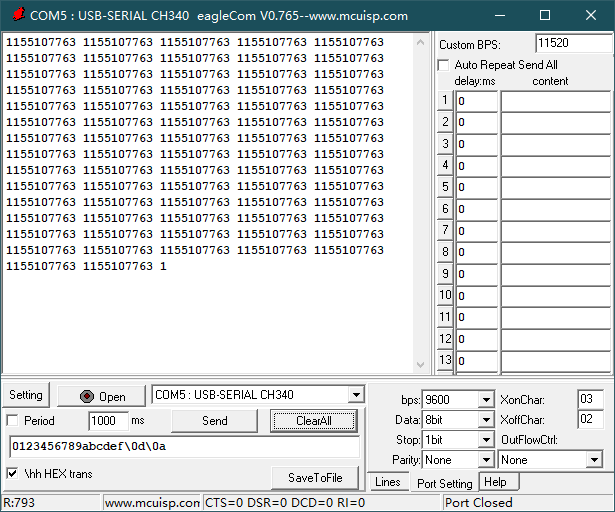 COM5 : USB-SERIAL CH340 eagleCom V0.765--www.mcuisp.com
1155107763 1155107763 1155107763 1155107763 1155107763
1155107763 1155107763 1155107763 1155107763 1155107763
1155107763 1155107763 1155107763 1155107763 1155107763
1155107763 1155107763 1155107763 1155107763 1155107763
1155107763 1155107763 1155107763 1155107763 1155107763
1155107763 1155107763 1155107763 1155107763 1155107763
1155107763 1155107763 1155107763 1155107763 1155107763
1155107763 1155107763 1155107763 1155107763 1155107763
1155107763 1155107763 1155107763 1155107763 1155107763
1155107763 1155107763 1155107763 1155107763 1155107763
1155107763 1155107763 1155107763 1155107763 1155107763
1155107763 1155107763 1155107763 1155107763 1155107763
1155107763 1155107763 1155107763 1155107763 1155107763
1155107763 1155107763 1155107763 1155107763 1155107763
1155107763 1155107763 1
Custom BPS: 11520
Auto Repeat Send All
delay:ms content
1 0
2 0
3 0
4 0
5 0
6 0
7 0
8 0
9 0
10 0
11 0
12 0
13 0
Setting Open COM5 : USB-SERIAL CH340
Period 1000 ms Send ClearAll
0123456789abcdef\0d\0a
\hh HEX trans SaveToFile
bps: 9600 XonChar: 03
Data: 8bit XoffChar: 02
Stop: 1bit OutFlowCtrl:
Parity: None None
Lines Port Setting Help
R:793 www.mcuisp.com CTS=0 DSR=0 DCD=0 RI=0 Port Closed